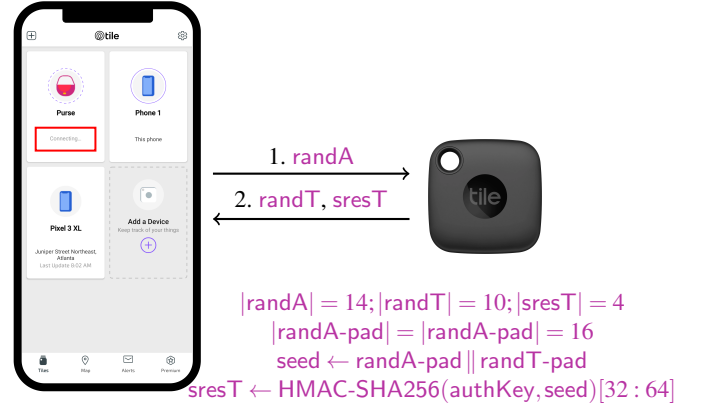 tile
Purse
Connecting...
Phone 1
This phone
Pixel 3 XL
Juniper Street Northeast,
Atlanta
Last Update 9:02 AM
Add a Device
Keep track of your things
Tiles
Map
Alerts
Premium
1. randA
2. randT, sresT
tile
|randA| = 14; |randT| = 10; |sresT| = 4
|randA-pad| = |randA-pad| = 16
seed ← randA-pad || randT-pad
sresT ← HMAC-SHA256(authKey, seed)[32 : 64]